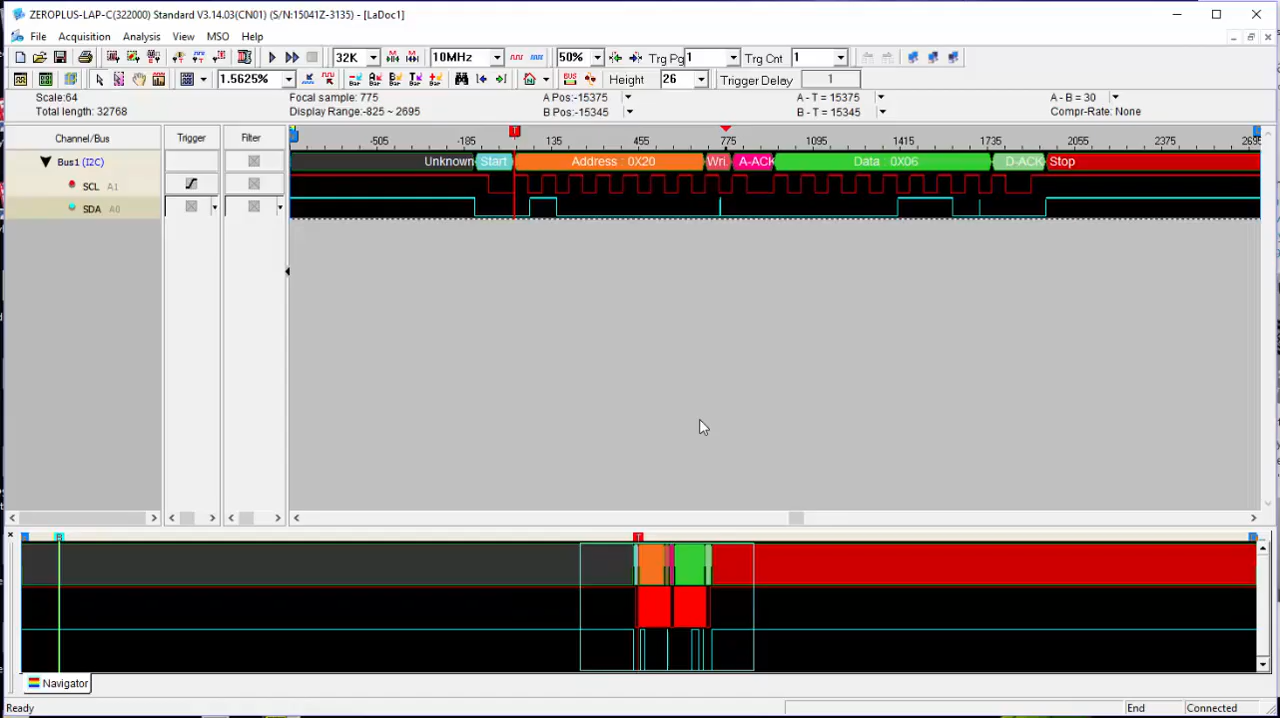 ZEROPLUS-LAP-C(322000) Standard V3.14.03(CN01) (S/N:15041Z-3135) - [LaDoc1]
File Acquisition Analysis View MSO Help
32K 10MHz 50% Trg Pg 1 Trg Cnt 1
1.5625% Height 26 Trigger Delay 1
Scale:64 Focal sample: 775 A Pos:-15375 A - T = 15375 A - B = 30
Total length: 32768 Display Range:-825 ~ 2695 B Pos:-15345 B - T = 15345 Compr-Rate: None
Channel/Bus Trigger Filter -505 -185 135 455 775 1095 1415 1735 2055 2375 2695
Bus1 (I2C) Unknown Start Address : 0X20 Wri. A-ACK Data : 0X06 D-ACK Stop
SCL A1
SDA A0
T
B
Navigator
Ready End Connected